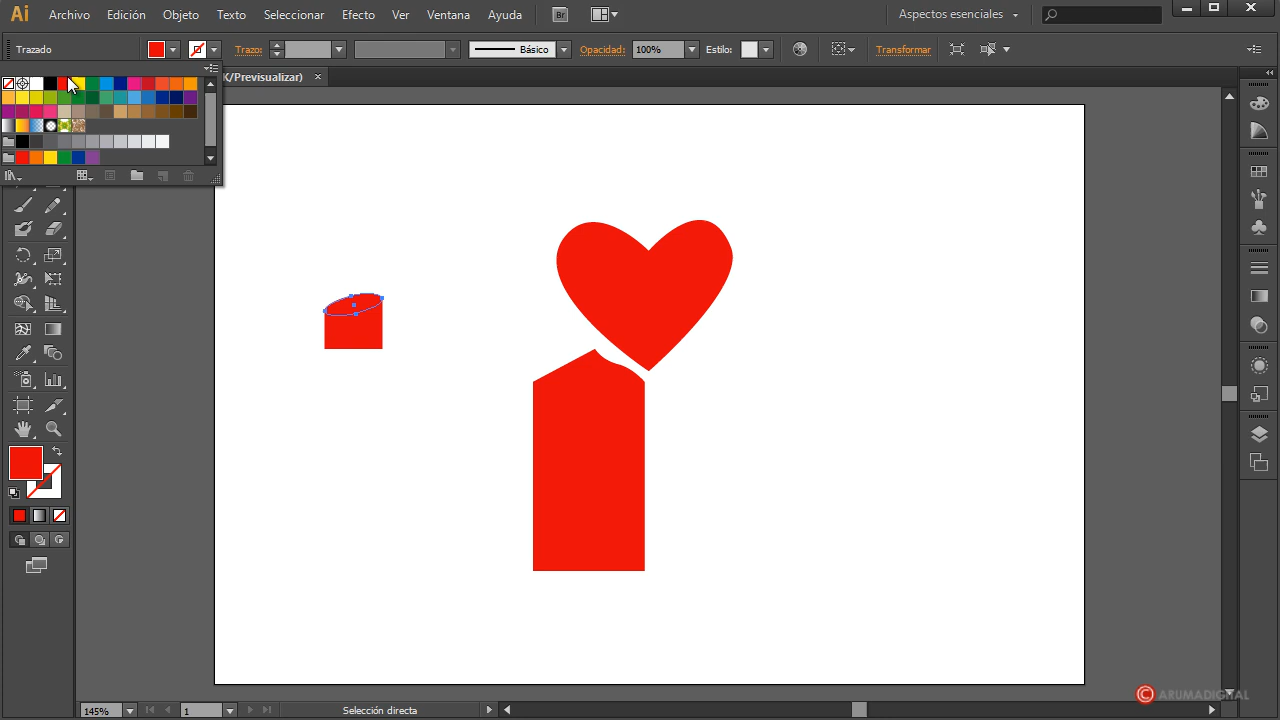 Ai Archivo Edición Objeto Texto Seleccionar Efecto Ver Ventana Ayuda Br Aspectos esenciales
Trazado Trazo: Básico Opacidad: 100% Estilo: Transformar
K/Previsualizar) ×
145% 1 Selección directa
© ARUMADIGITAL